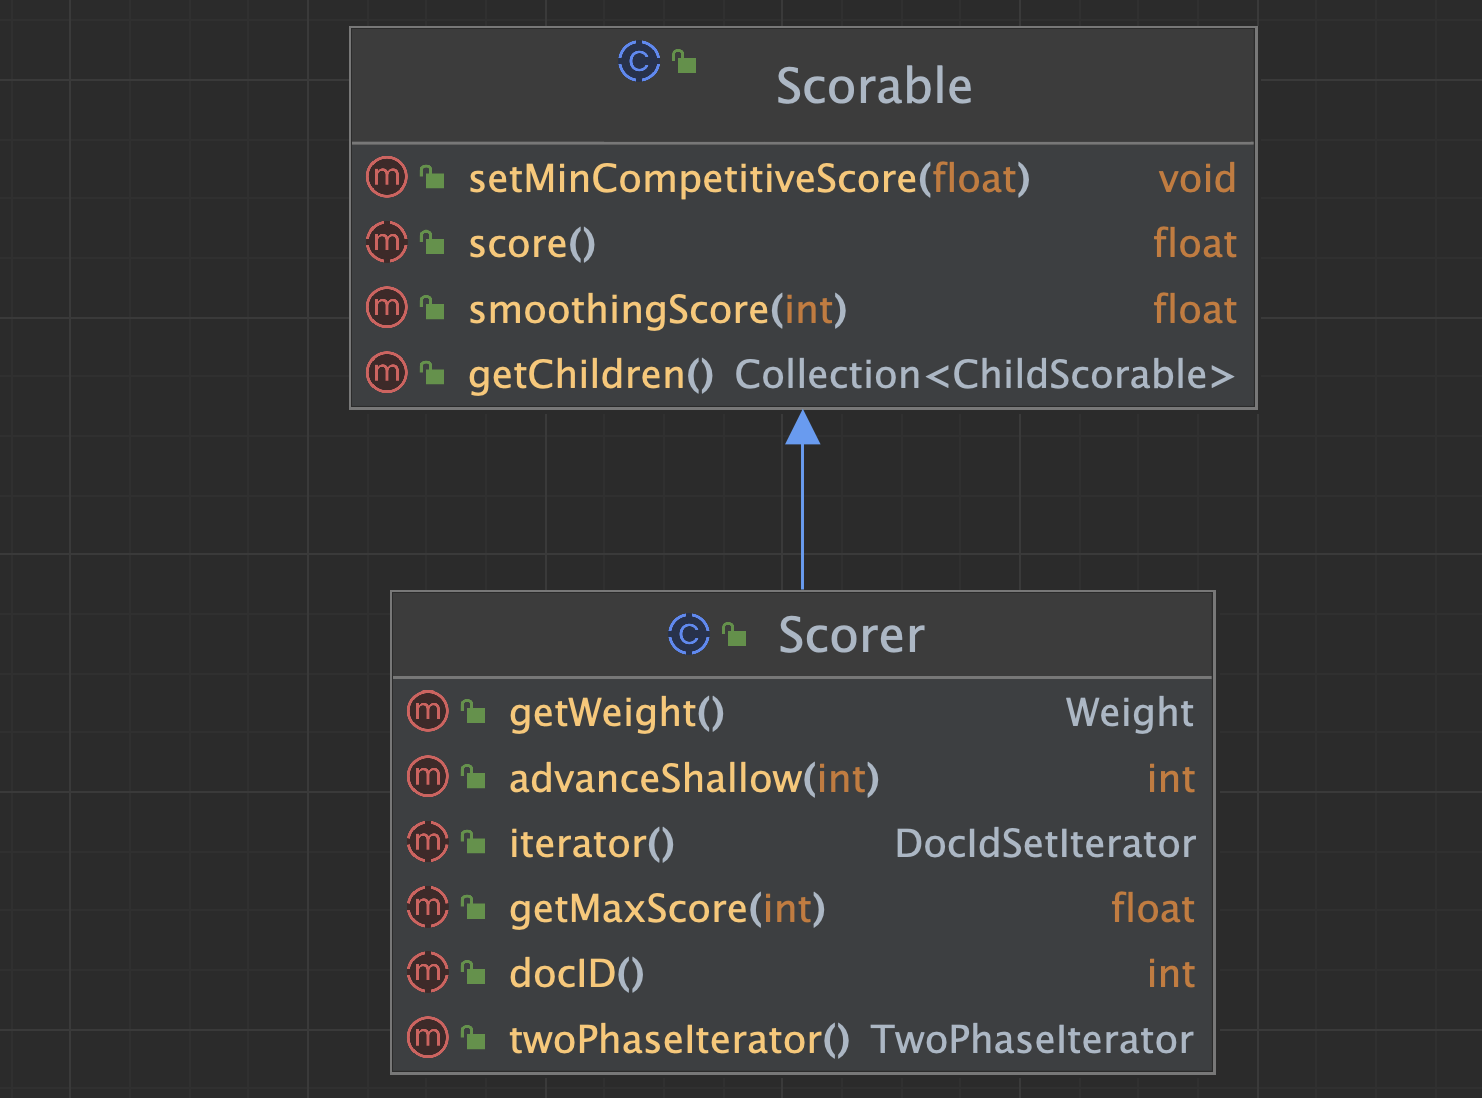 C Scorable
m setMinCompetitiveScore(float) void
m score() float
m smoothingScore(int) float
m getChildren() Collection<ChildScorable>
C Scorer
m getWeight() Weight
m advanceShallow(int) int
m iterator() DocIdSetIterator
m getMaxScore(int) float
m docID() int
m twoPhaseIterator() TwoPhaseIterator